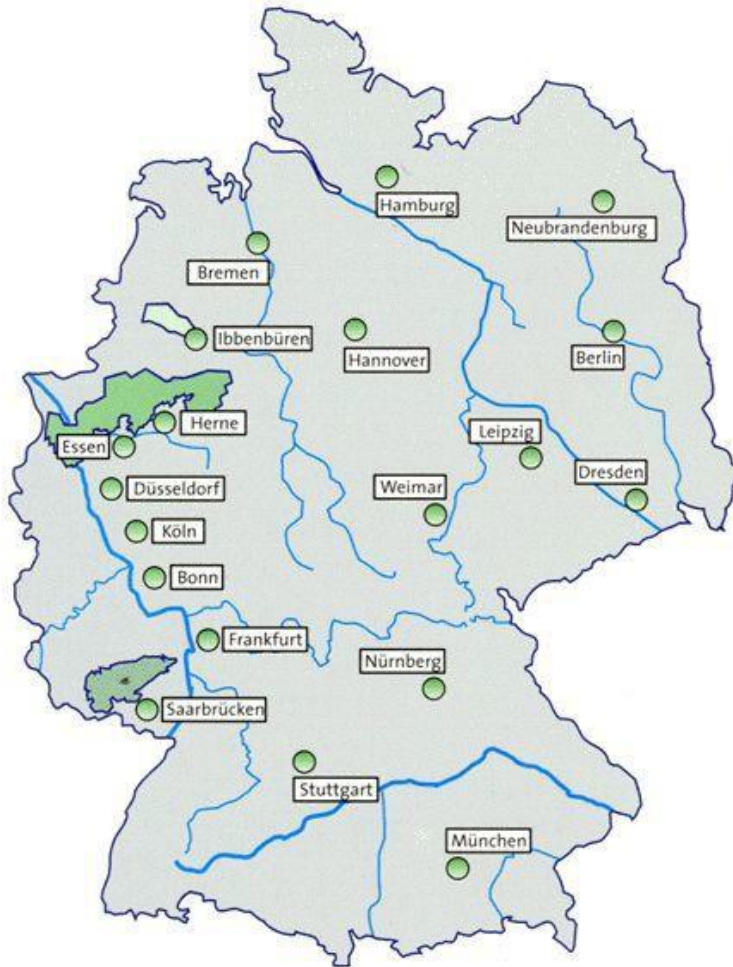 Hamburg
Neubrandenburg
Bremen
Ibbenbüren
Hannover
Berlin
Herne
Essen
Leipzig
Dresden
Düsseldorf
Weimar
Köln
Bonn
Frankfurt
Nürnberg
Saarbrücken
Stuttgart
München